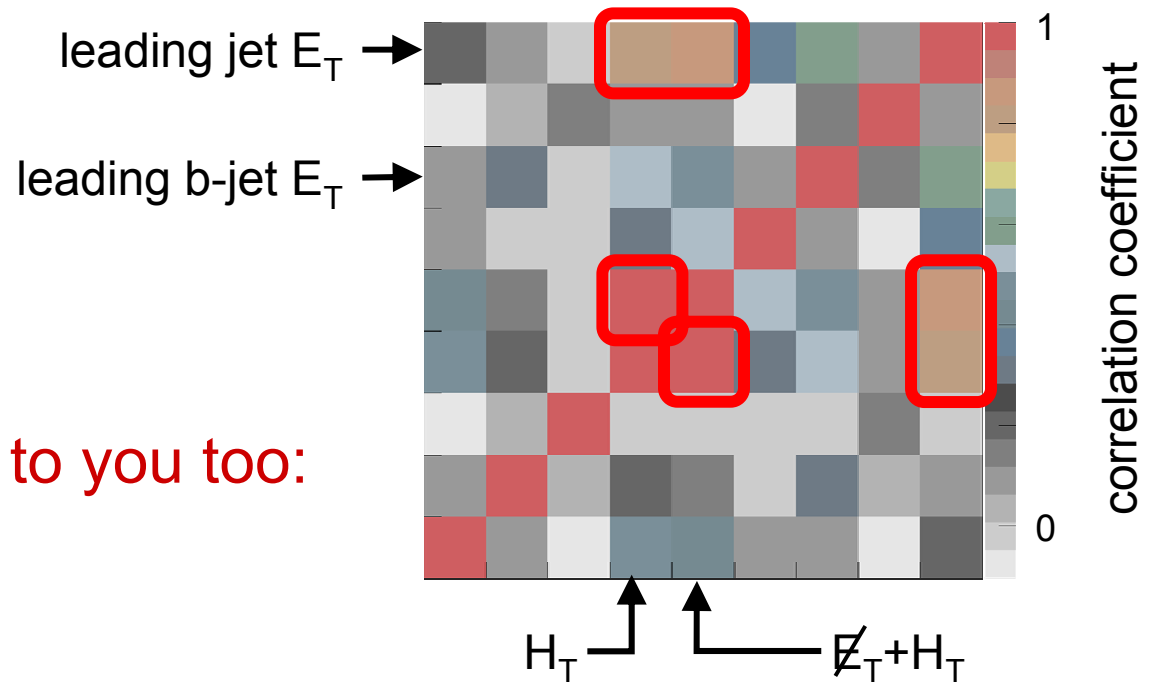 leading jet E_T
1
leading b-jet E_T
correlation coefficient
to you too:
0
H_T
E̸_T+H_T